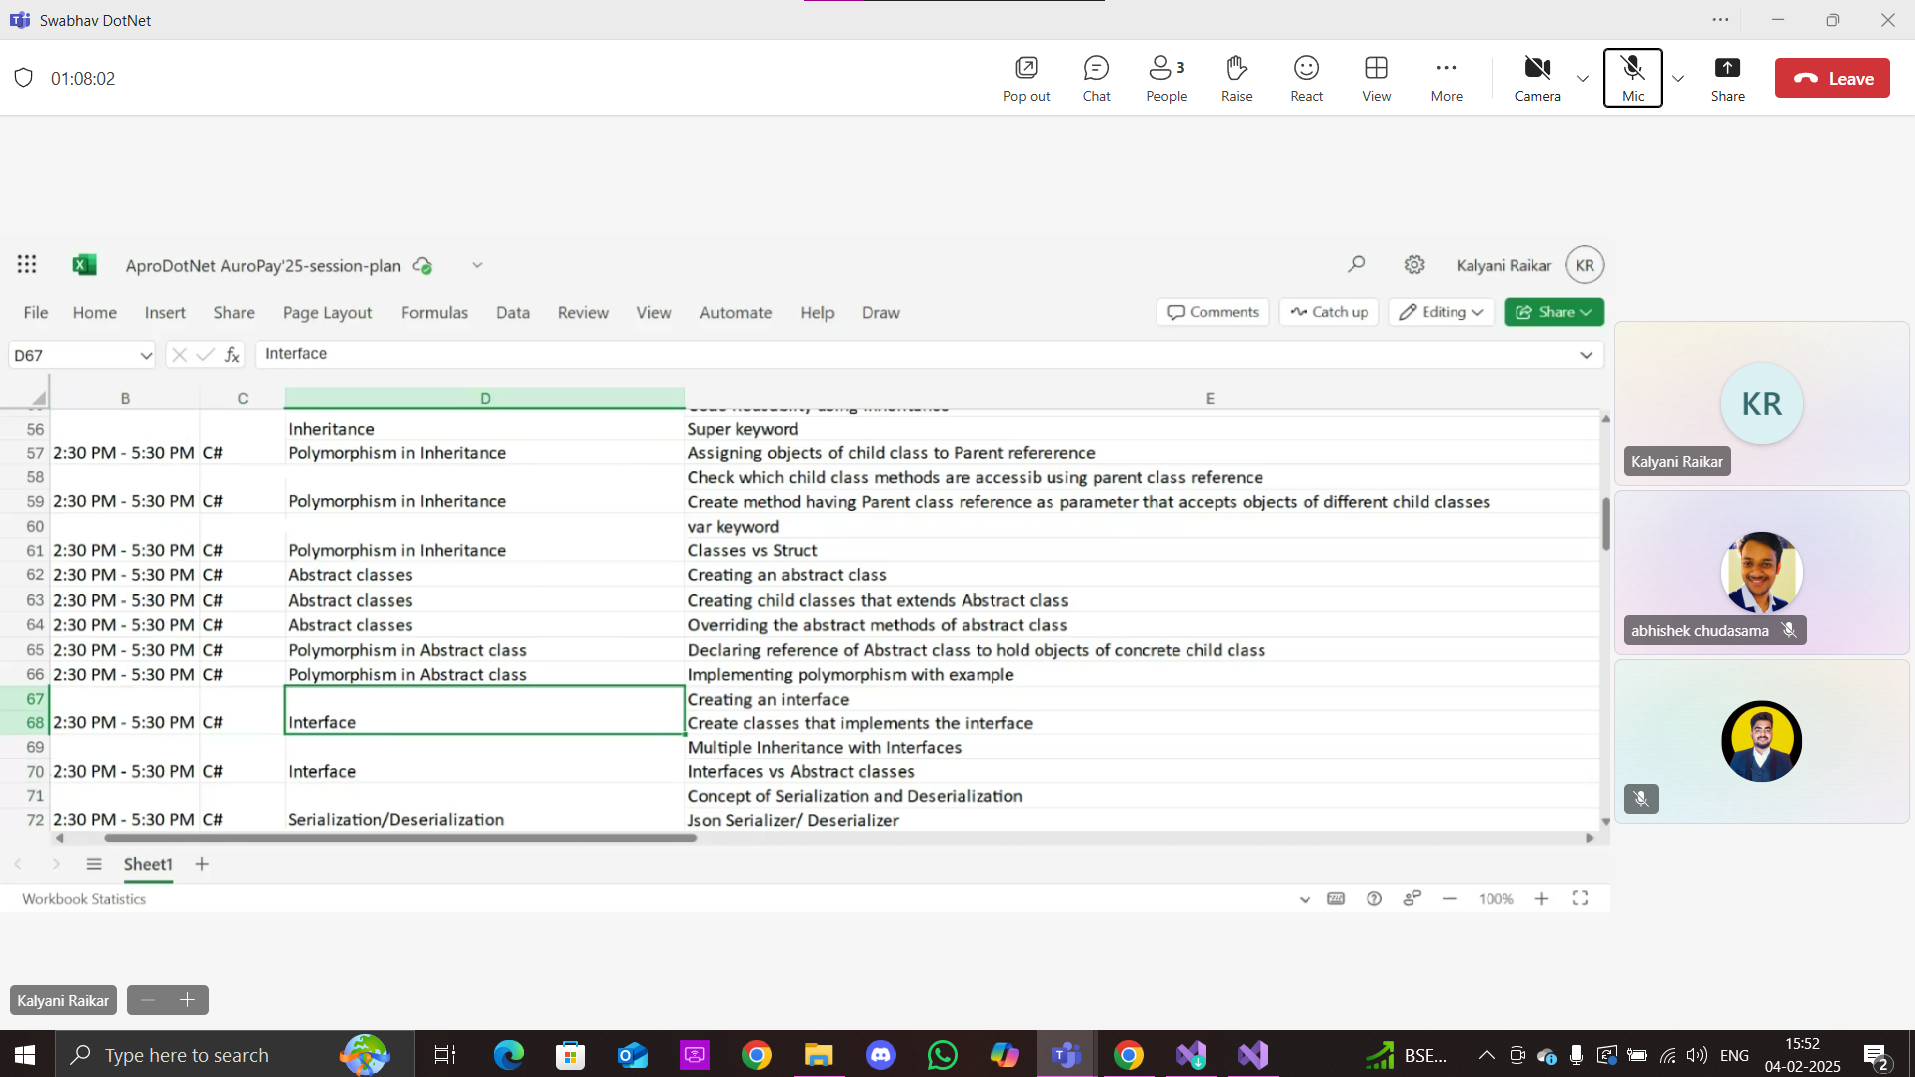 Swabhav DotNet
01:08:02
Pop out
Chat
3
People
Raise
React
View
More
Camera
Mic
Share
Leave
AproDotNet AuroPay'25-session-plan
Kalyani Raikar
KR
File Home Insert Share Page Layout Formulas Data Review View Automate Help Draw
Comments
Catch up
Editing
Share
D67
fx
Interface
B C D E
Code Reusability using Inheritance
56 Inheritance Super keyword
57 2:30 PM - 5:30 PM C# Polymorphism in Inheritance Assigning objects of child class to Parent refererence
58 Check which child class methods are accessib using parent class reference
59 2:30 PM - 5:30 PM C# Polymorphism in Inheritance Create method having Parent class reference as parameter that accepts objects of different child classes
60 var keyword
61 2:30 PM - 5:30 PM C# Polymorphism in Inheritance Classes vs Struct
62 2:30 PM - 5:30 PM C# Abstract classes Creating an abstract class
63 2:30 PM - 5:30 PM C# Abstract classes Creating child classes that extends Abstract class
64 2:30 PM - 5:30 PM C# Abstract classes Overriding the abstract methods of abstract class
65 2:30 PM - 5:30 PM C# Polymorphism in Abstract class Declaring reference of Abstract class to hold objects of concrete child class
66 2:30 PM - 5:30 PM C# Polymorphism in Abstract class Implementing polymorphism with example
67 Creating an interface
68 2:30 PM - 5:30 PM C# Interface Create classes that implements the interface
69 Multiple Inheritance with Interfaces
70 2:30 PM - 5:30 PM C# Interface Interfaces vs Abstract classes
71 Concept of Serialization and Deserialization
72 2:30 PM - 5:30 PM C# Serialization/Deserialization Json Serializer/ Deserializer
Sheet1
Workbook Statistics
100%
KR
Kalyani Raikar
abhishek chudasama
Kalyani Raikar
Type here to search
BSE...
ENG
15:52
04-02-2025
2